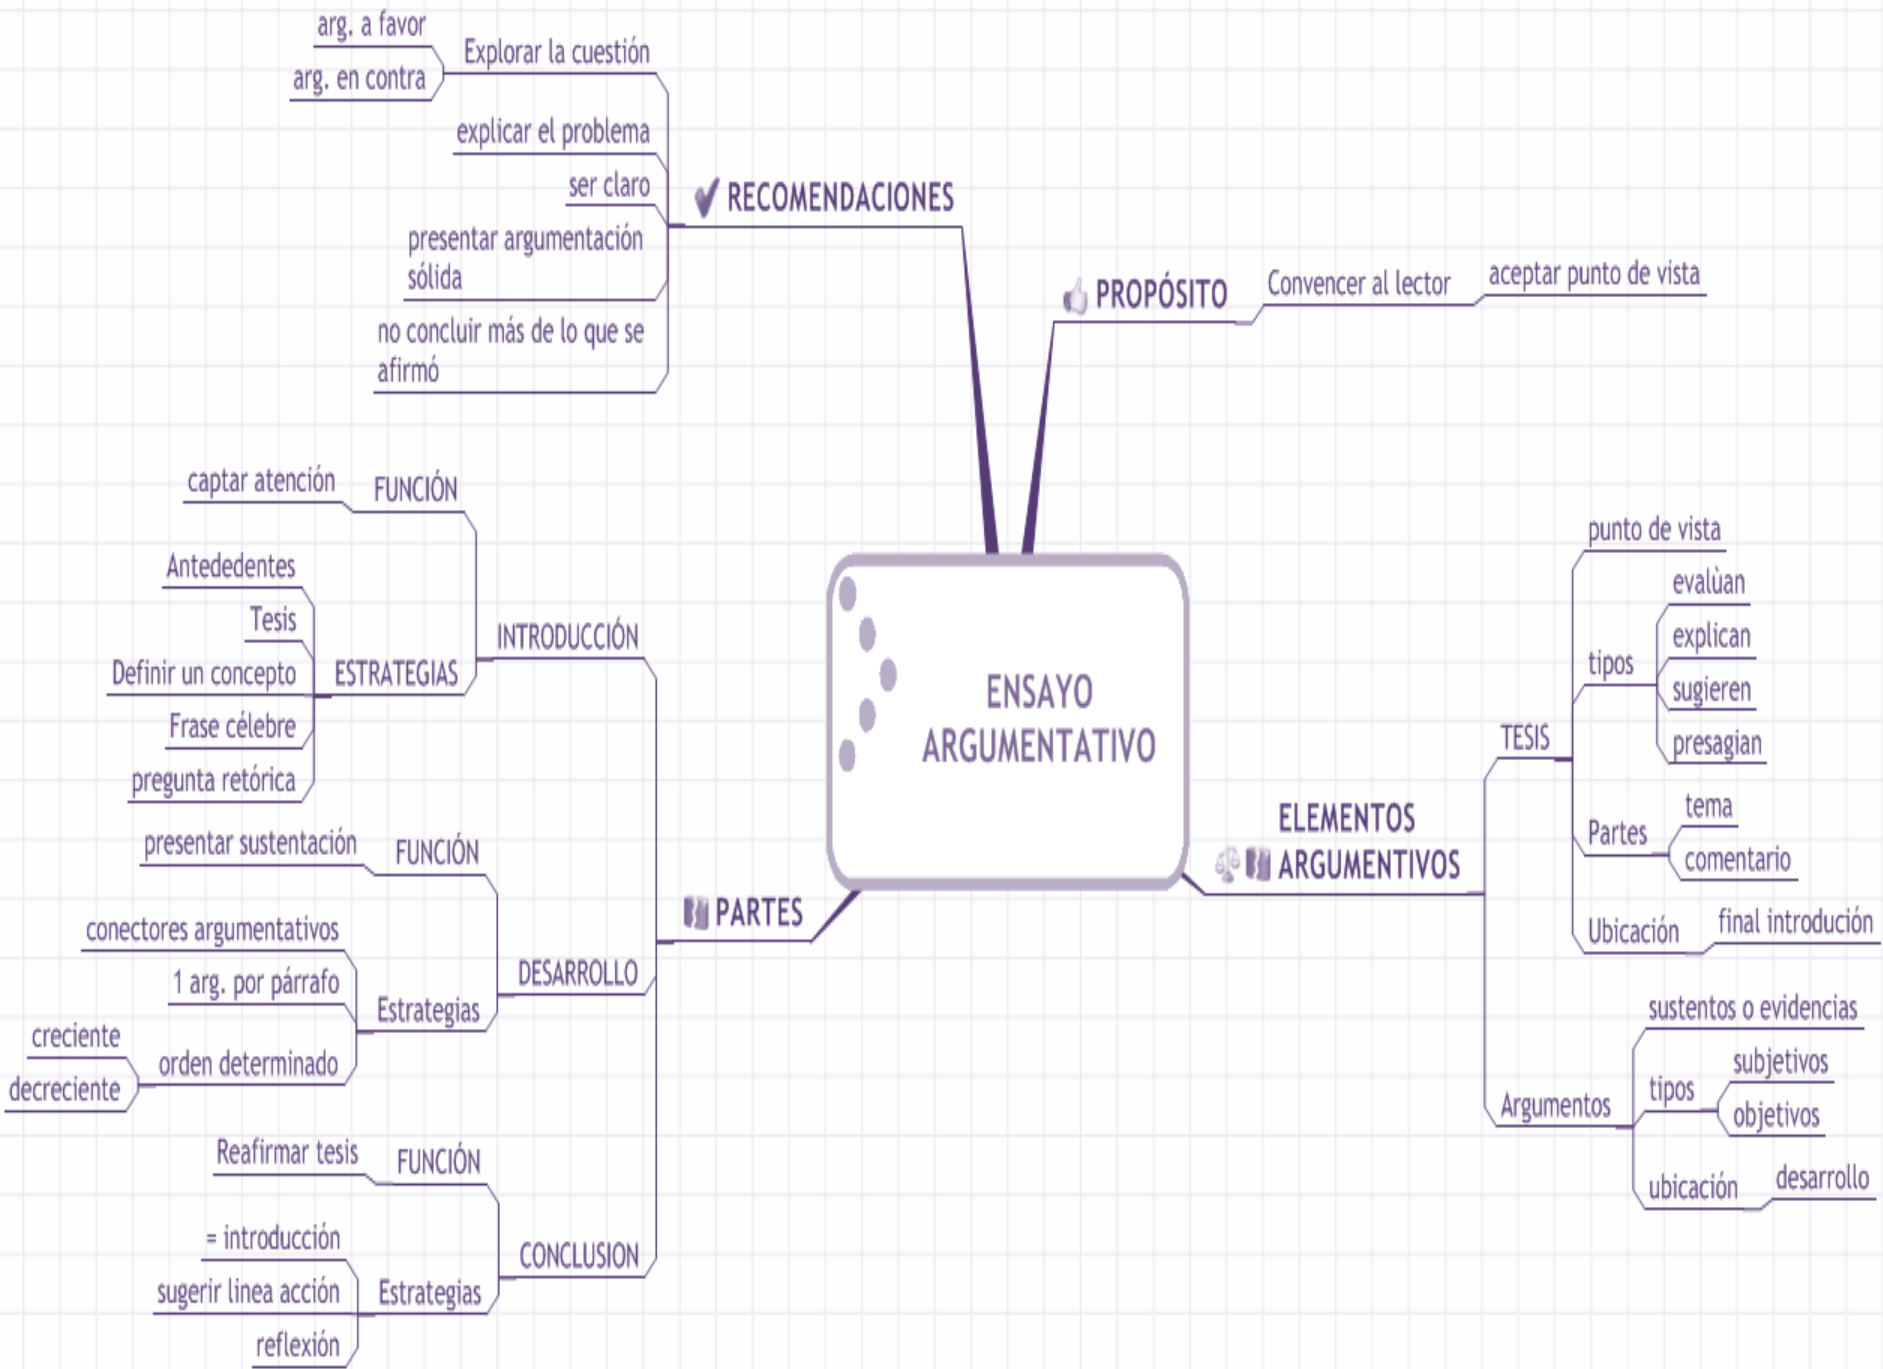 ENSAYO
ARGUMENTATIVO
RECOMENDACIONES
Explorar la cuestión
arg. a favor
arg. en contra
explicar el problema
ser claro
presentar argumentación
sólida
no concluir más de lo que se
afirmó
PROPÓSITO
Convencer al lector
aceptar punto de vista
PARTES
INTRODUCCIÓN
FUNCIÓN
captar atención
ESTRATEGIAS
Antededentes
Tesis
Definir un concepto
Frase célebre
pregunta retórica
DESARROLLO
FUNCIÓN
presentar sustentación
Estrategias
conectores argumentativos
1 arg. por párrafo
orden determinado
creciente
decreciente
CONCLUSION
FUNCIÓN
Reafirmar tesis
Estrategias
= introducción
sugerir linea acción
reflexión
ELEMENTOS
ARGUMENTIVOS
TESIS
punto de vista
tipos
evalùan
explican
sugieren
presagian
Partes
tema
comentario
Ubicación
final introdución
Argumentos
sustentos o evidencias
tipos
subjetivos
objetivos
ubicación
desarrollo